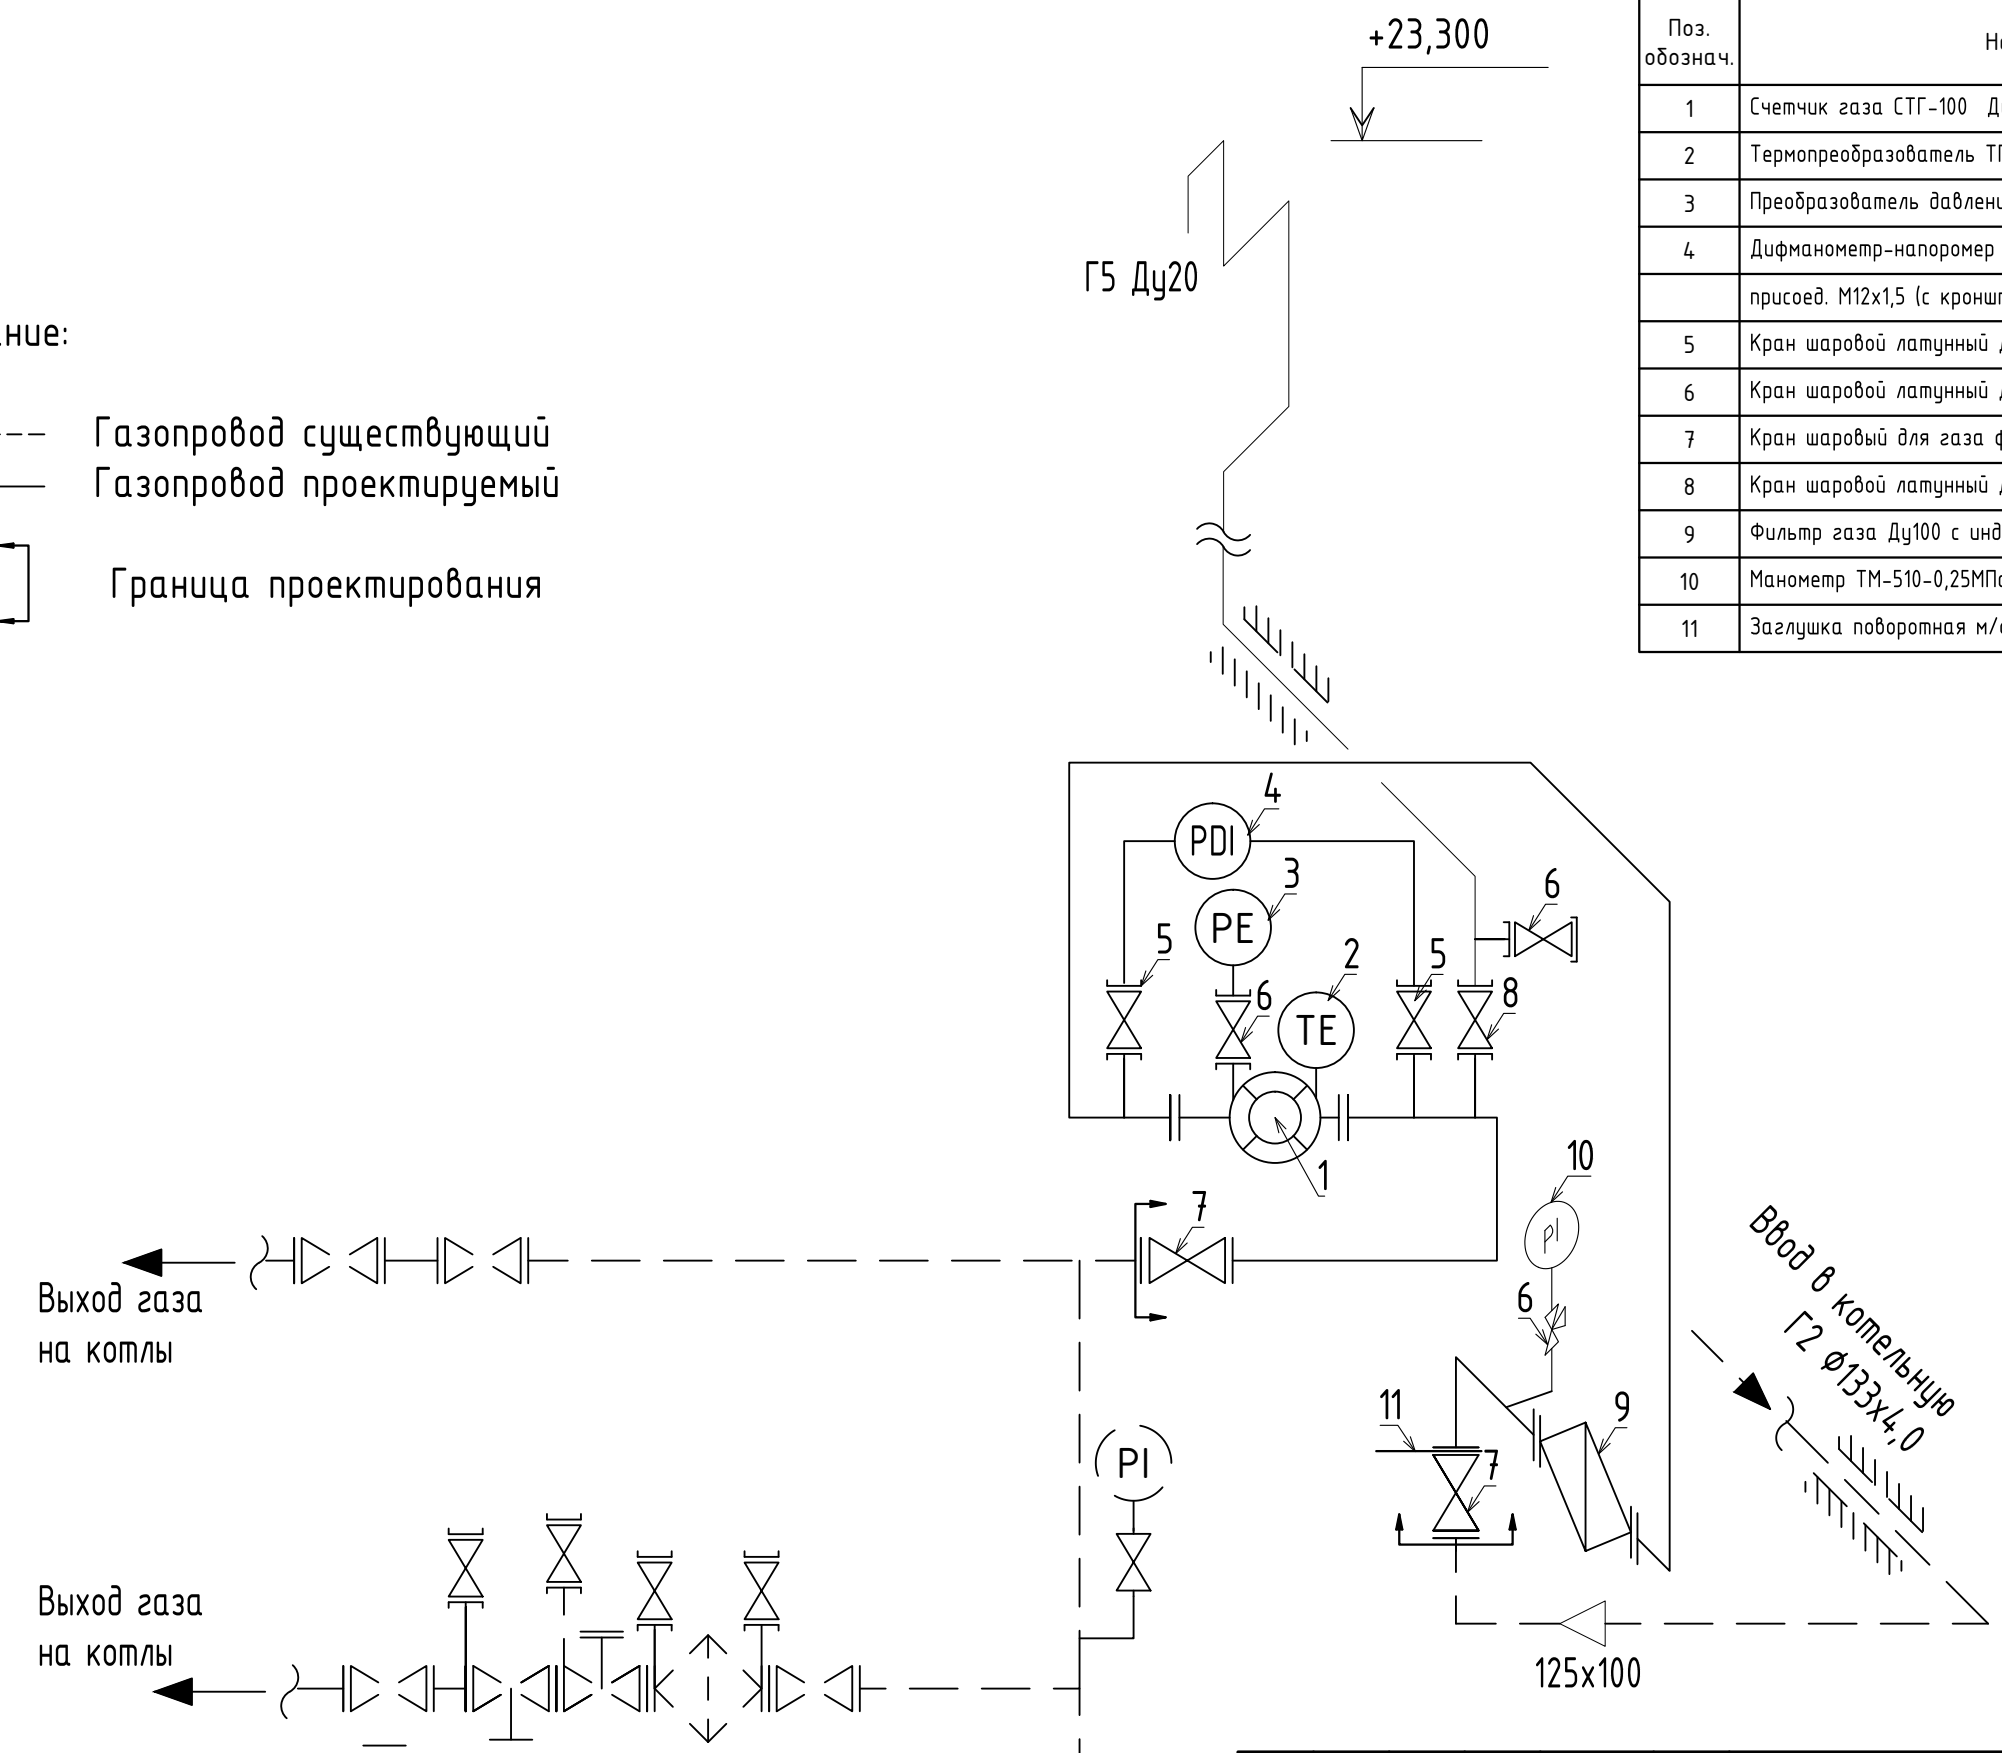 +23,300
Г5 Ду20
ние:
Газопровод существующий
Газопровод проектируемый
Граница проектирования
Поз.
обознач.
1 Счетчик газа СТГ-100
2 Термопреобразователь
3 Преобразователь
4 Дифманометр-напоромер
присоед. М12х1,5 (с
5 Кран шаровой латунный
6 Кран шаровой латунный
7 Кран шаровый для газа
8 Кран шаровой латунный
9 Фильтр газа Ду100 с
10 Манометр ТМ-510-0,25МПа
11 Заглушка поворотная
4
PDI
3
PE
6
5
2
5
6
TE
8
1
10
PI
7
6
Ввод в котельную
Г2 ϕ133х4,0
Выход газа
на котлы
11
9
7
PI
Выход газа
на котлы
125х100